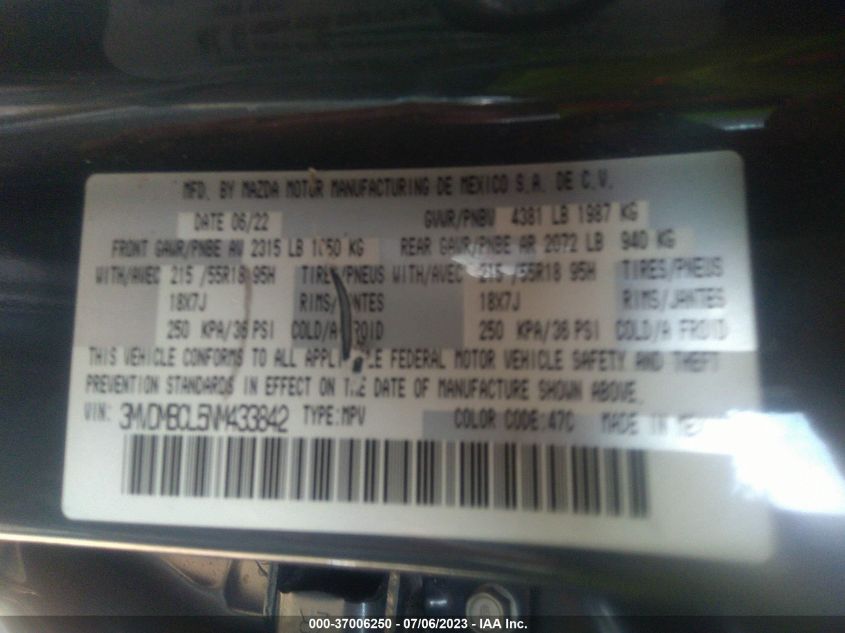 MFD. BY MAZDA MOTOR MANUFACTURING DE MEXICO S.A. DE C.V.
DATE 06/22 GVWR/PNBV 4381 LB 1987 KG
FRONT GAWR/PNBE AV 2315 LB 1050 KG REAR GAWR/PNBE AR 2072 LB 940 KG
WITH/AVEC 215 /55R18 95H TIRES/PNEUS WITH/AVEC 215 /55R18 95H TIRES/PNEUS
18X7J RIMS/JANTES 18X7J RIMS/JANTES
250 KPA/36 PSI COLD/A FROID 250 KPA/36 PSI COLD/A FROID
THIS VEHICLE CONFORMS TO ALL APPLICABLE FEDERAL MOTOR VEHICLE SAFETY AND THEFT
PREVENTION STANDARDS IN EFFECT ON THE DATE OF MANUFACTURE SHOWN ABOVE.
VIN: 3MVDMBCL5NM433842 TYPE:MPV COLOR CODE:47C MADE IN MEXICO
000-37006250 - 07/06/2023 - IAA Inc.